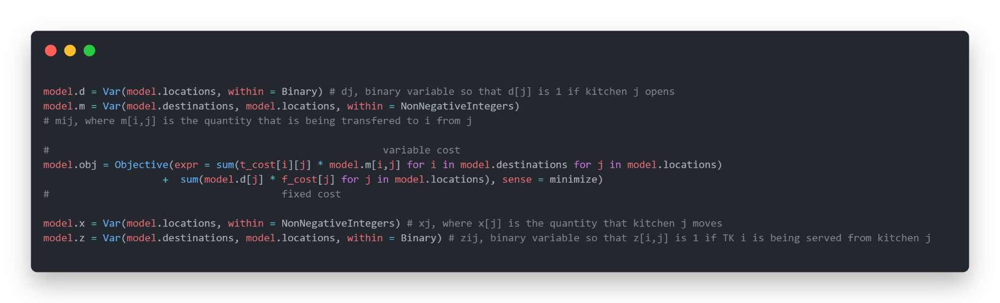 model.d = Var(model.locations, within = Binary) # dj, binary variable so that d[j] is 1 if kitchen j opens
model.m = Var(model.destinations, model.locations, within = NonNegativeIntegers)
# mij, where m[i,j] is the quantity that is being transfered to i from j
#                                                        variable cost
model.obj = Objective(expr = sum(t_cost[i][j] * model.m[i,j] for i in model.destinations for j in model.locations)
                    +  sum(model.d[j] * f_cost[j] for j in model.locations), sense = minimize)
#                                       fixed cost
model.x = Var(model.locations, within = NonNegativeIntegers) # xj, where x[j] is the quantity that kitchen j moves
model.z = Var(model.destinations, model.locations, within = Binary) # zij, binary variable so that z[i,j] is 1 if TK i is being served from kitchen j